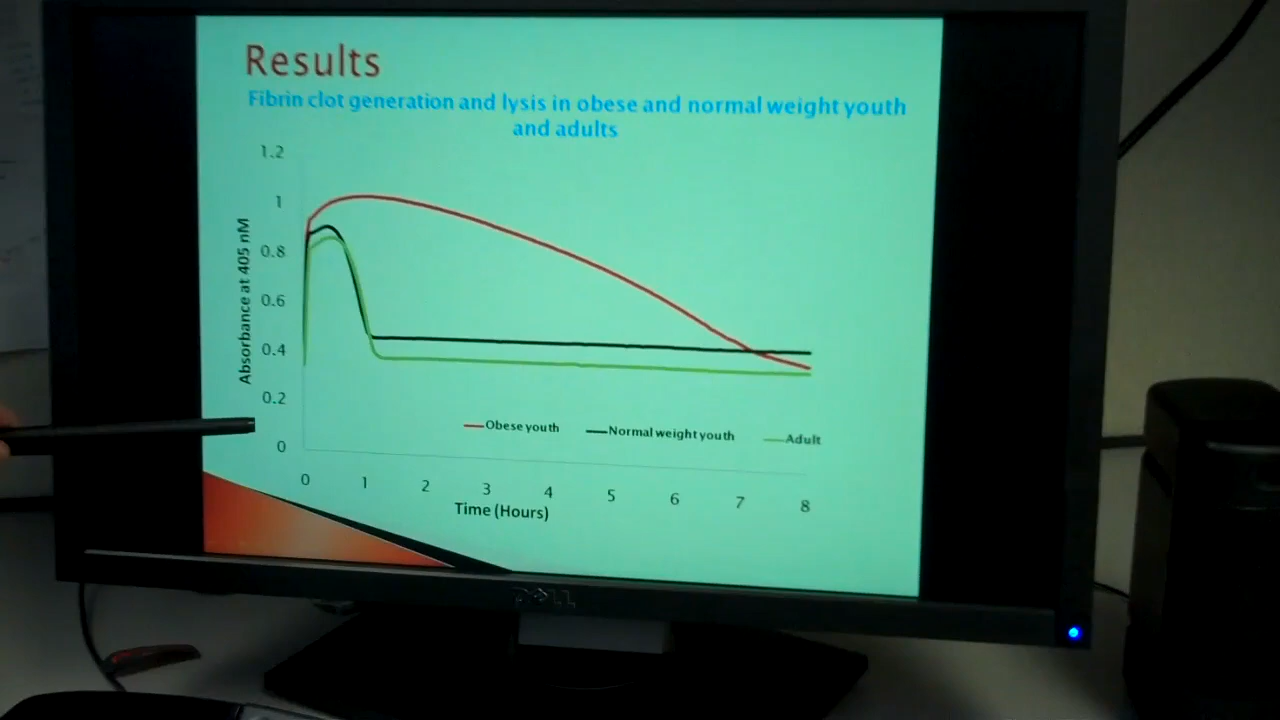 Results
Fibrin clot generation and lysis in obese and normal weight youth
and adults
1.2
1
0.8
0.6
0.4
0.2
0
Absorbance at 405 nM
Obese youth
Normal weight youth
Adult
0 1 2 3 4 5 6 7 8
Time (Hours)
DELL